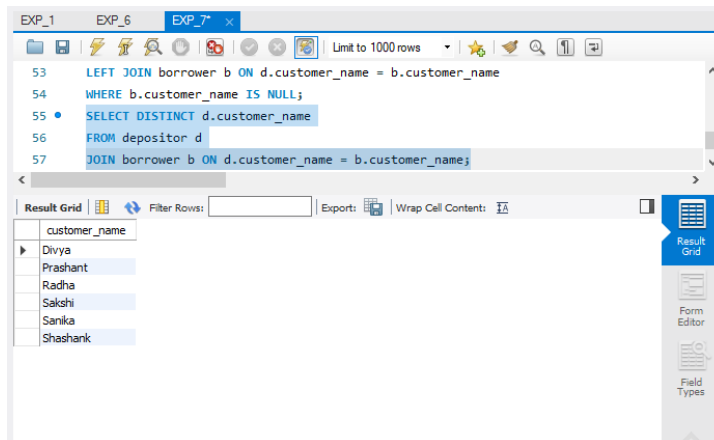 EXP_1 EXP_6 EXP_7* ×
Limit to 1000 rows
53 LEFT JOIN borrower b ON d.customer_name = b.customer_name
54 WHERE b.customer_name IS NULL;
55 SELECT DISTINCT d.customer_name
56 FROM depositor d
57 JOIN borrower b ON d.customer_name = b.customer_name;
Result Grid Filter Rows: Export: Wrap Cell Content: IA
customer_name
Divya
Prashant
Radha
Sakshi
Sanika
Shashank
Result
Grid
Form
Editor
Field
Types